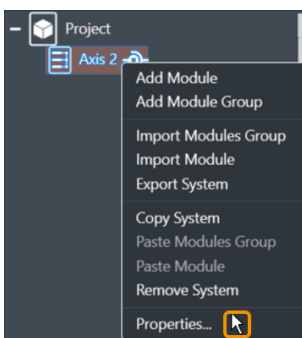 Project
Axis 2
Add Module
Add Module Group
Import Modules Group
Import Module
Export System
Copy System
Paste Modules Group
Paste Module
Remove System
Properties...